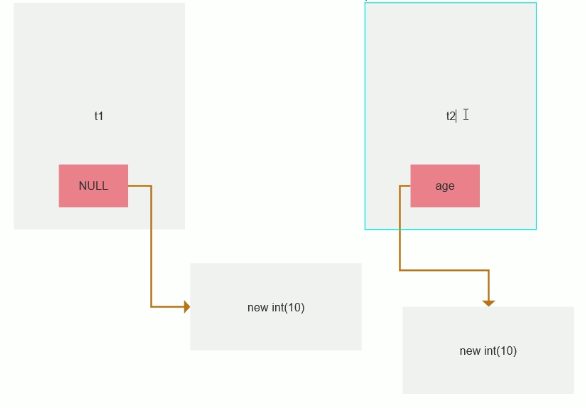 t1
t2
NULL
age
new int(10)
new int(10)